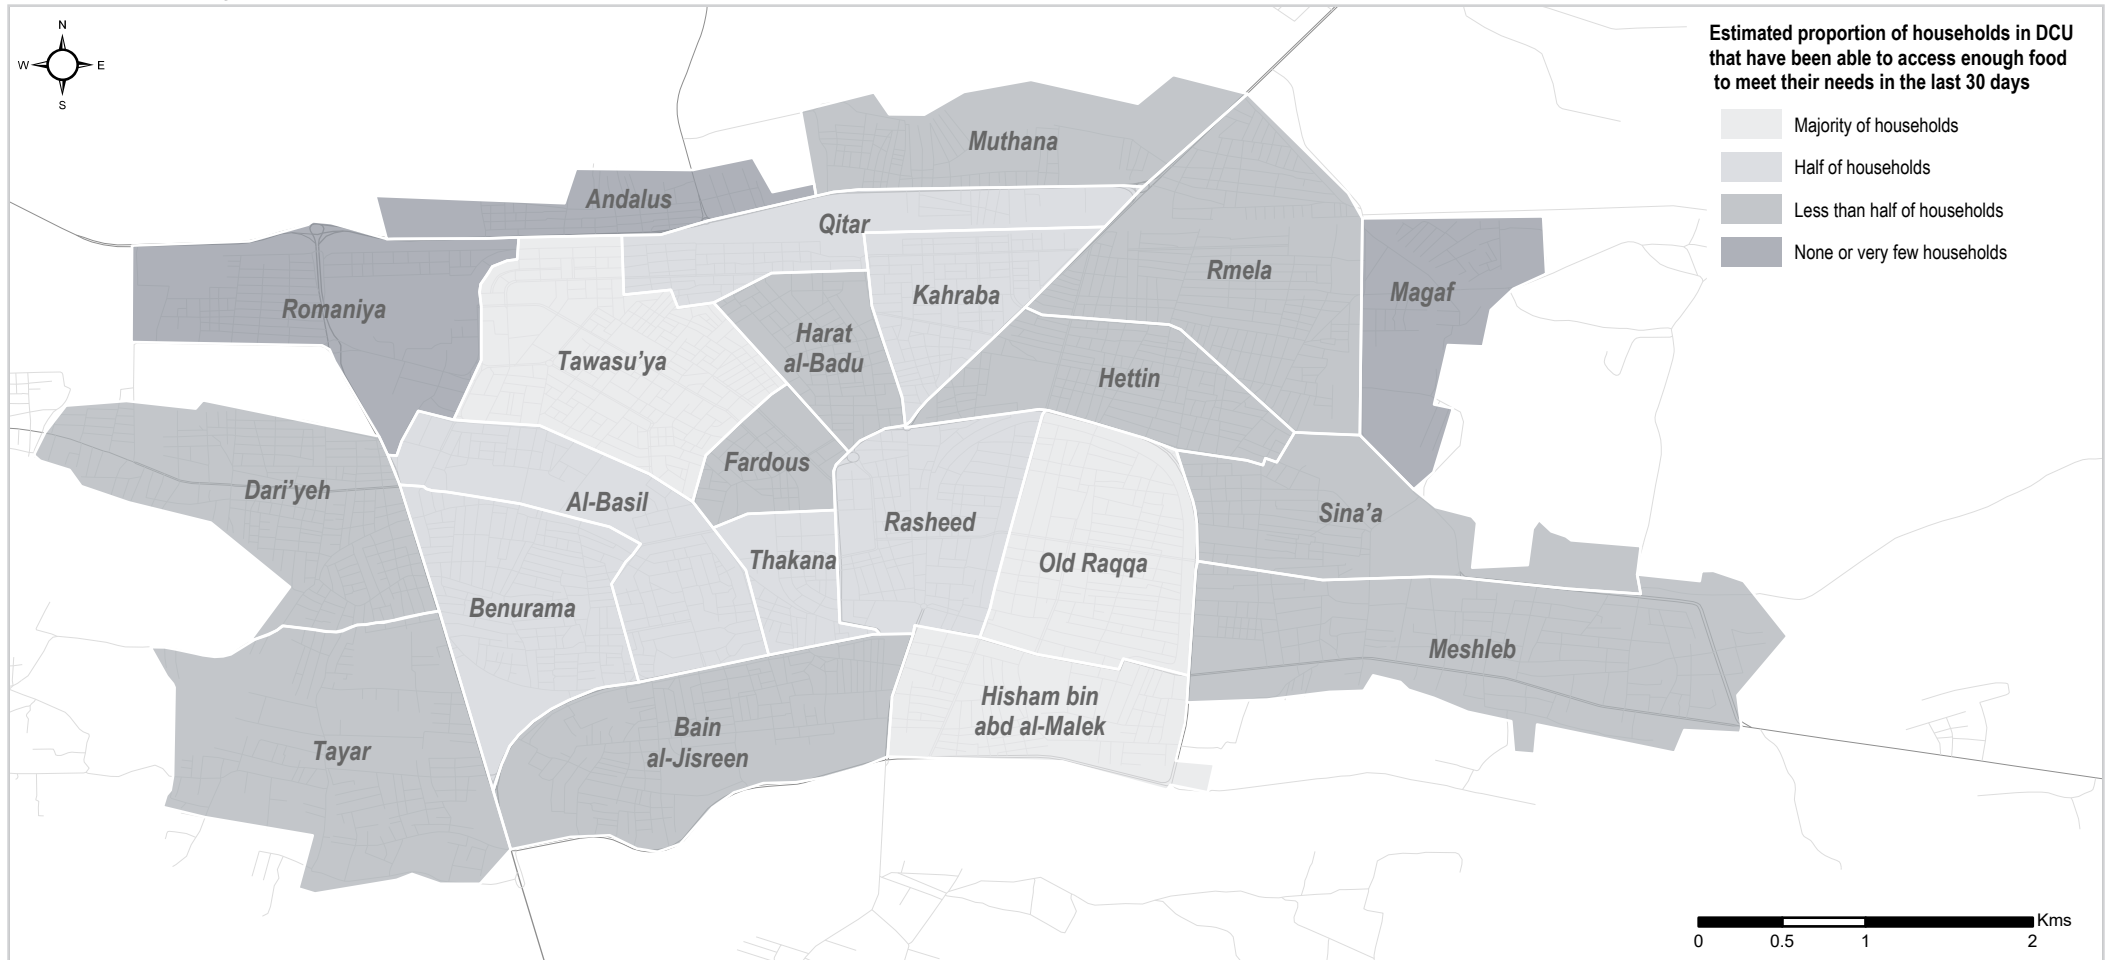 N
W
E
S
Estimated proportion of households in DCU
that have been able to access enough food
to meet their needs in the last 30 days
Majority of households
Half of households
Less than half of households
None or very few households
Muthana
Andalus
Qitar
Rmela
Magaf
Romaniya
Kahraba
Harat
al-Badu
Tawasu’ya
Hettin
Fardous
Dari’yeh
Al-Basil
Rasheed
Sina’a
Thakana
Old Raqqa
Benurama
Meshleb
Hisham bin
abd al-Malek
Bain
al-Jisreen
Tayar
Kms
0 0.5 1 2